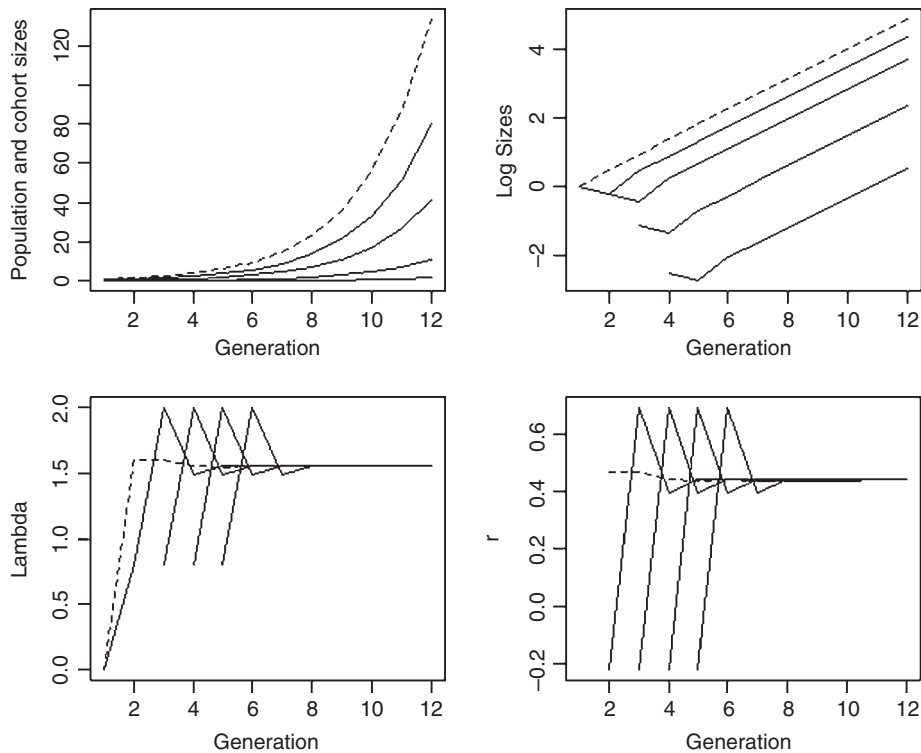 Population and cohort sizes
0 20 40 60 80 120
2 4 6 8 10 12
Generation
Log Sizes
−2 0 2 4
2 4 6 8 10 12
Generation
Lambda
0.0 0.5 1.0 1.5 2.0
2 4 6 8 10 12
Generation
r
−0.2 0.0 0.2 0.4 0.6
2 4 6 8 10 12
Generation